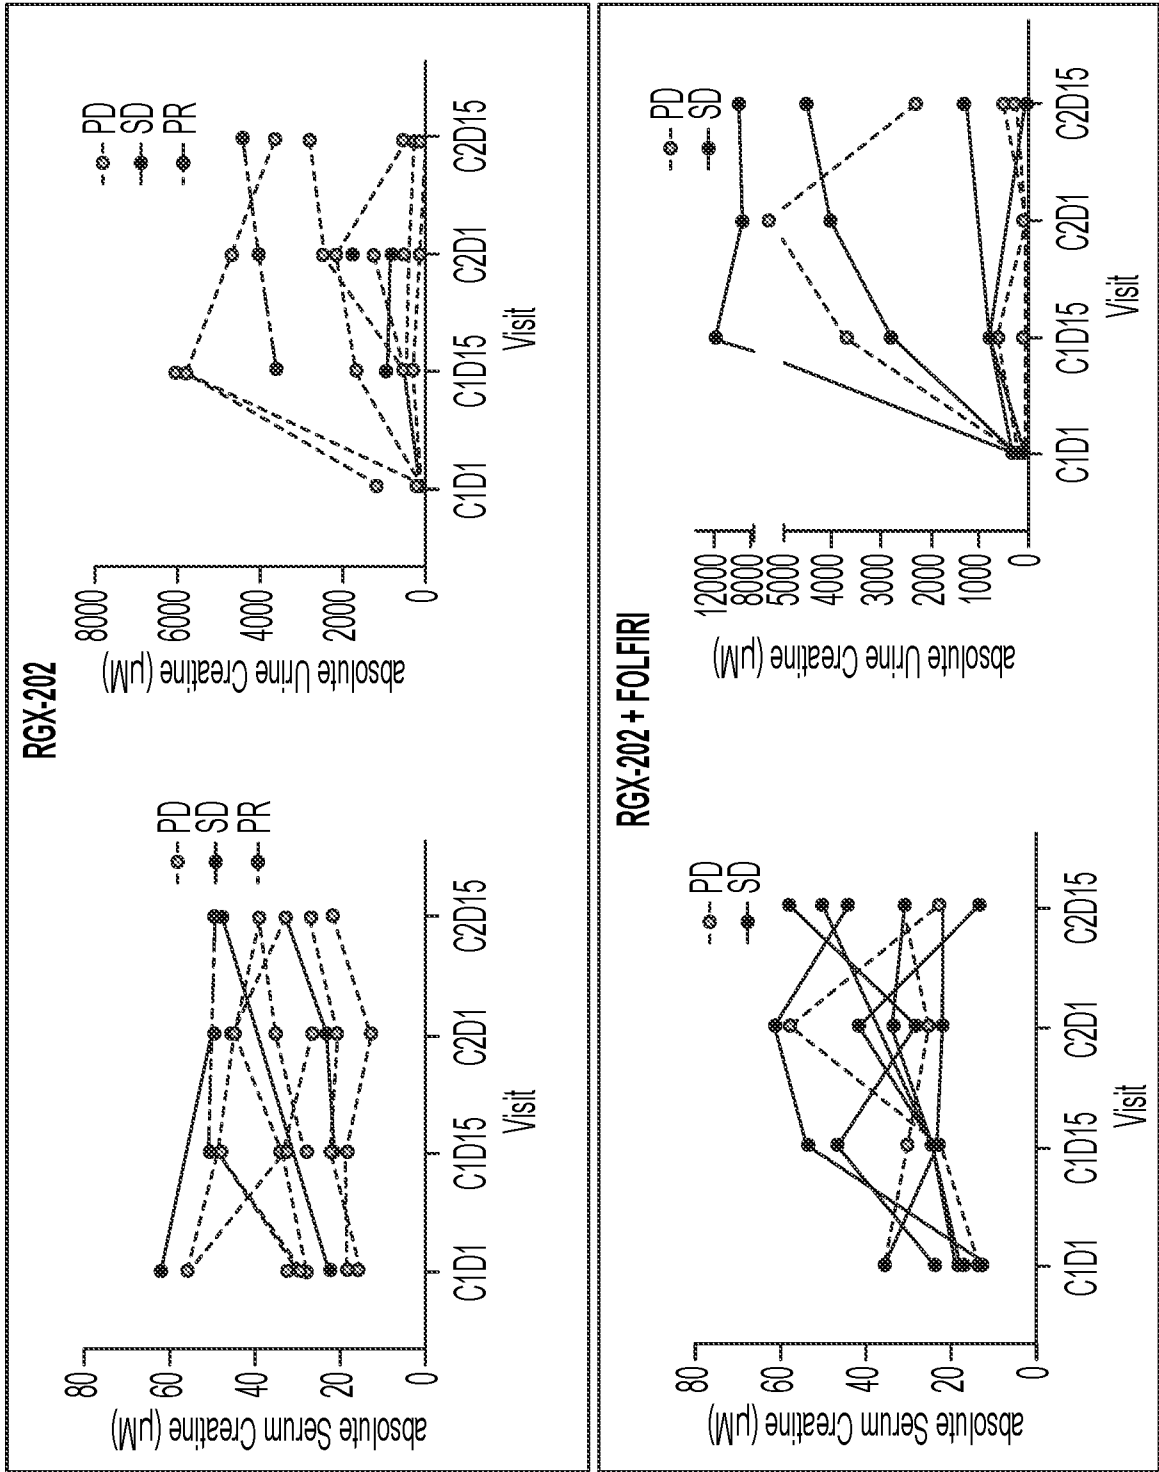 RGX-202
absolute Serum Creatine (µM)
80
60
40
20
0
C1D1
C1D15
C2D1
C2D15
Visit
PD
SD
PR
absolute Urine Creatine (µM)
8000
6000
4000
2000
0
C1D1
C1D15
C2D1
C2D15
Visit
PD
SD
PR
RGX-202 + FOLFIRI
absolute Serum Creatine (µM)
80
60
40
20
0
C1D1
C1D15
C2D1
C2D15
Visit
PD
SD
absolute Urine Creatine (µM)
12000
8000
5000
4000
3000
2000
1000
0
C1D1
C1D15
C2D1
C2D15
Visit
PD
SD